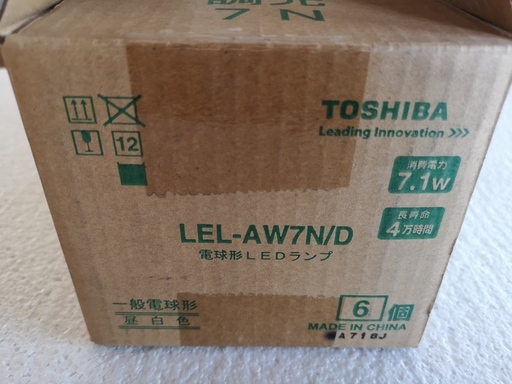 調光
7N
TOSHIBA
Leading Innovation >>>
12
消費電力
7.1W
長寿命
4万時間
LEL-AW7N/D
電球形LEDランプ
一般電球形
昼白色
6個
MADE IN CHINA
A718J